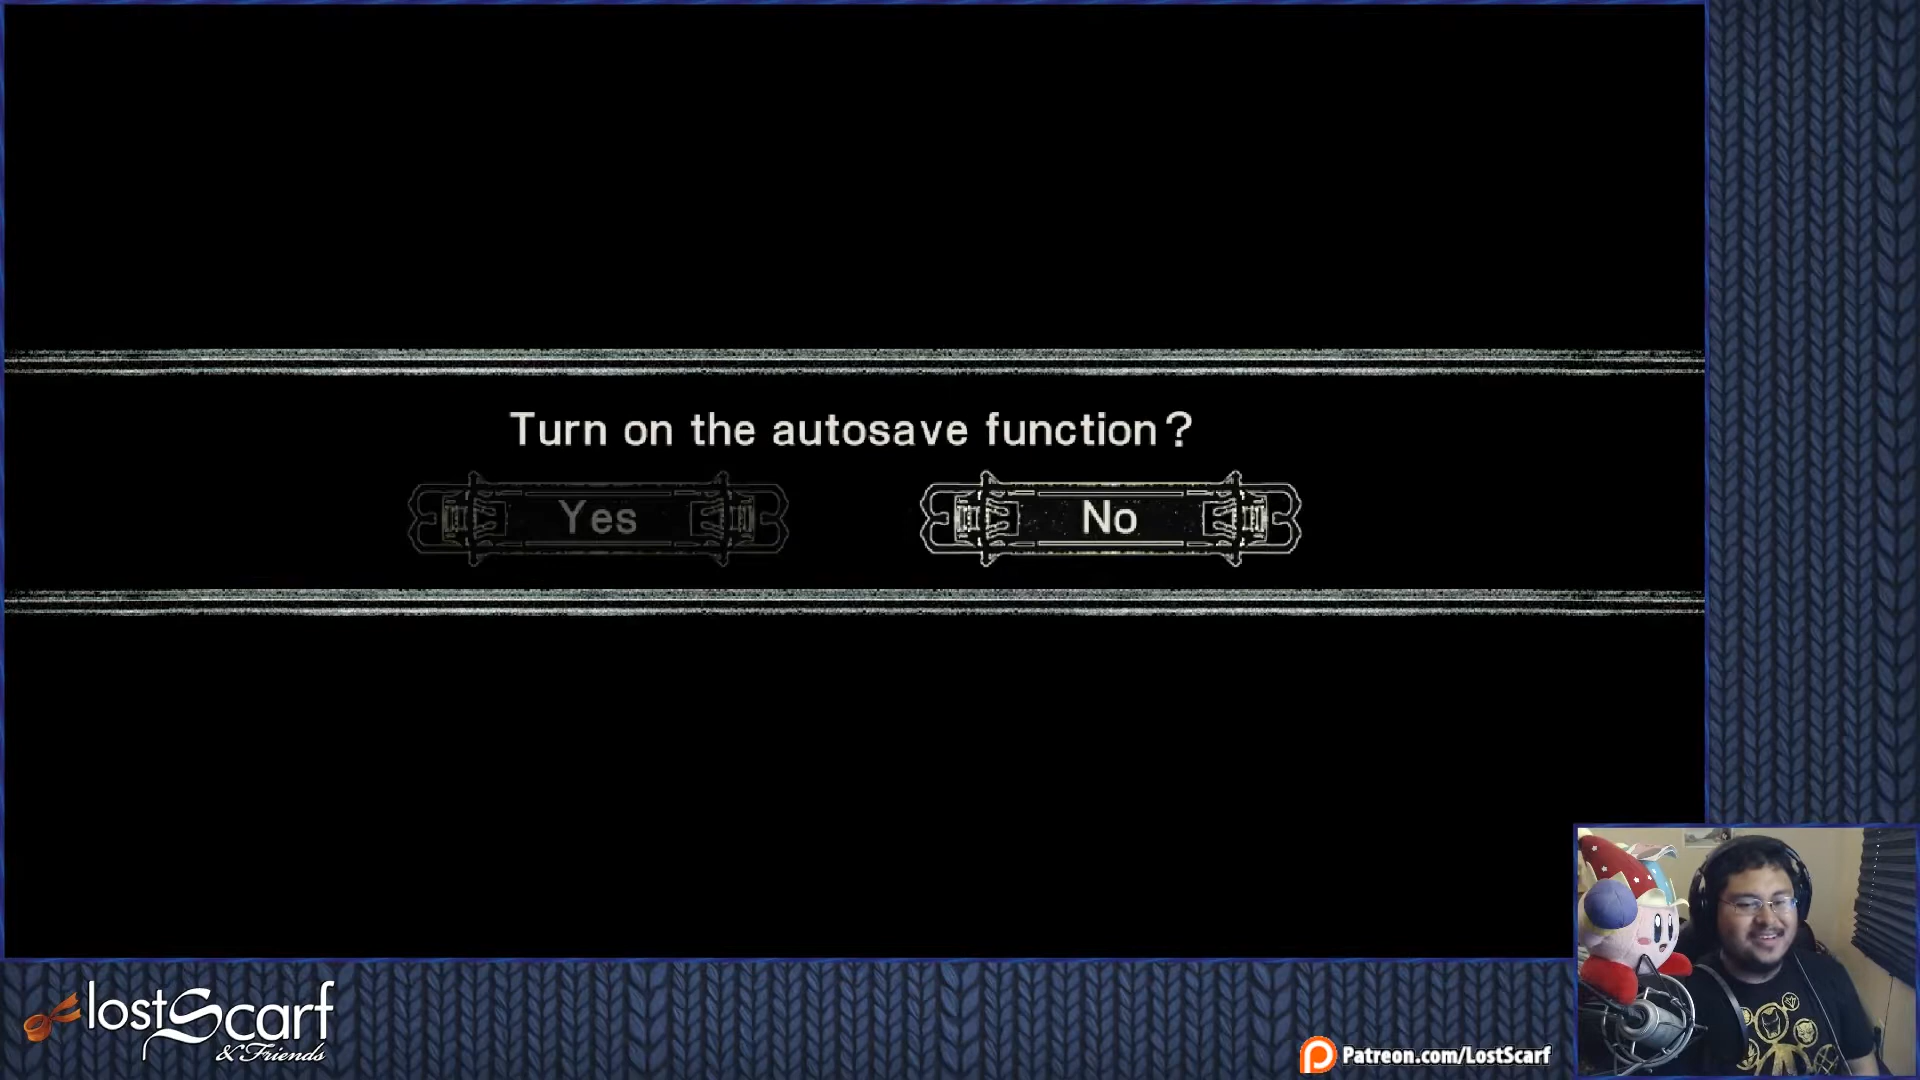 Turn on the autosave function?
Yes
No
lostScarf
& Friends
Patreon.com/LostScarf